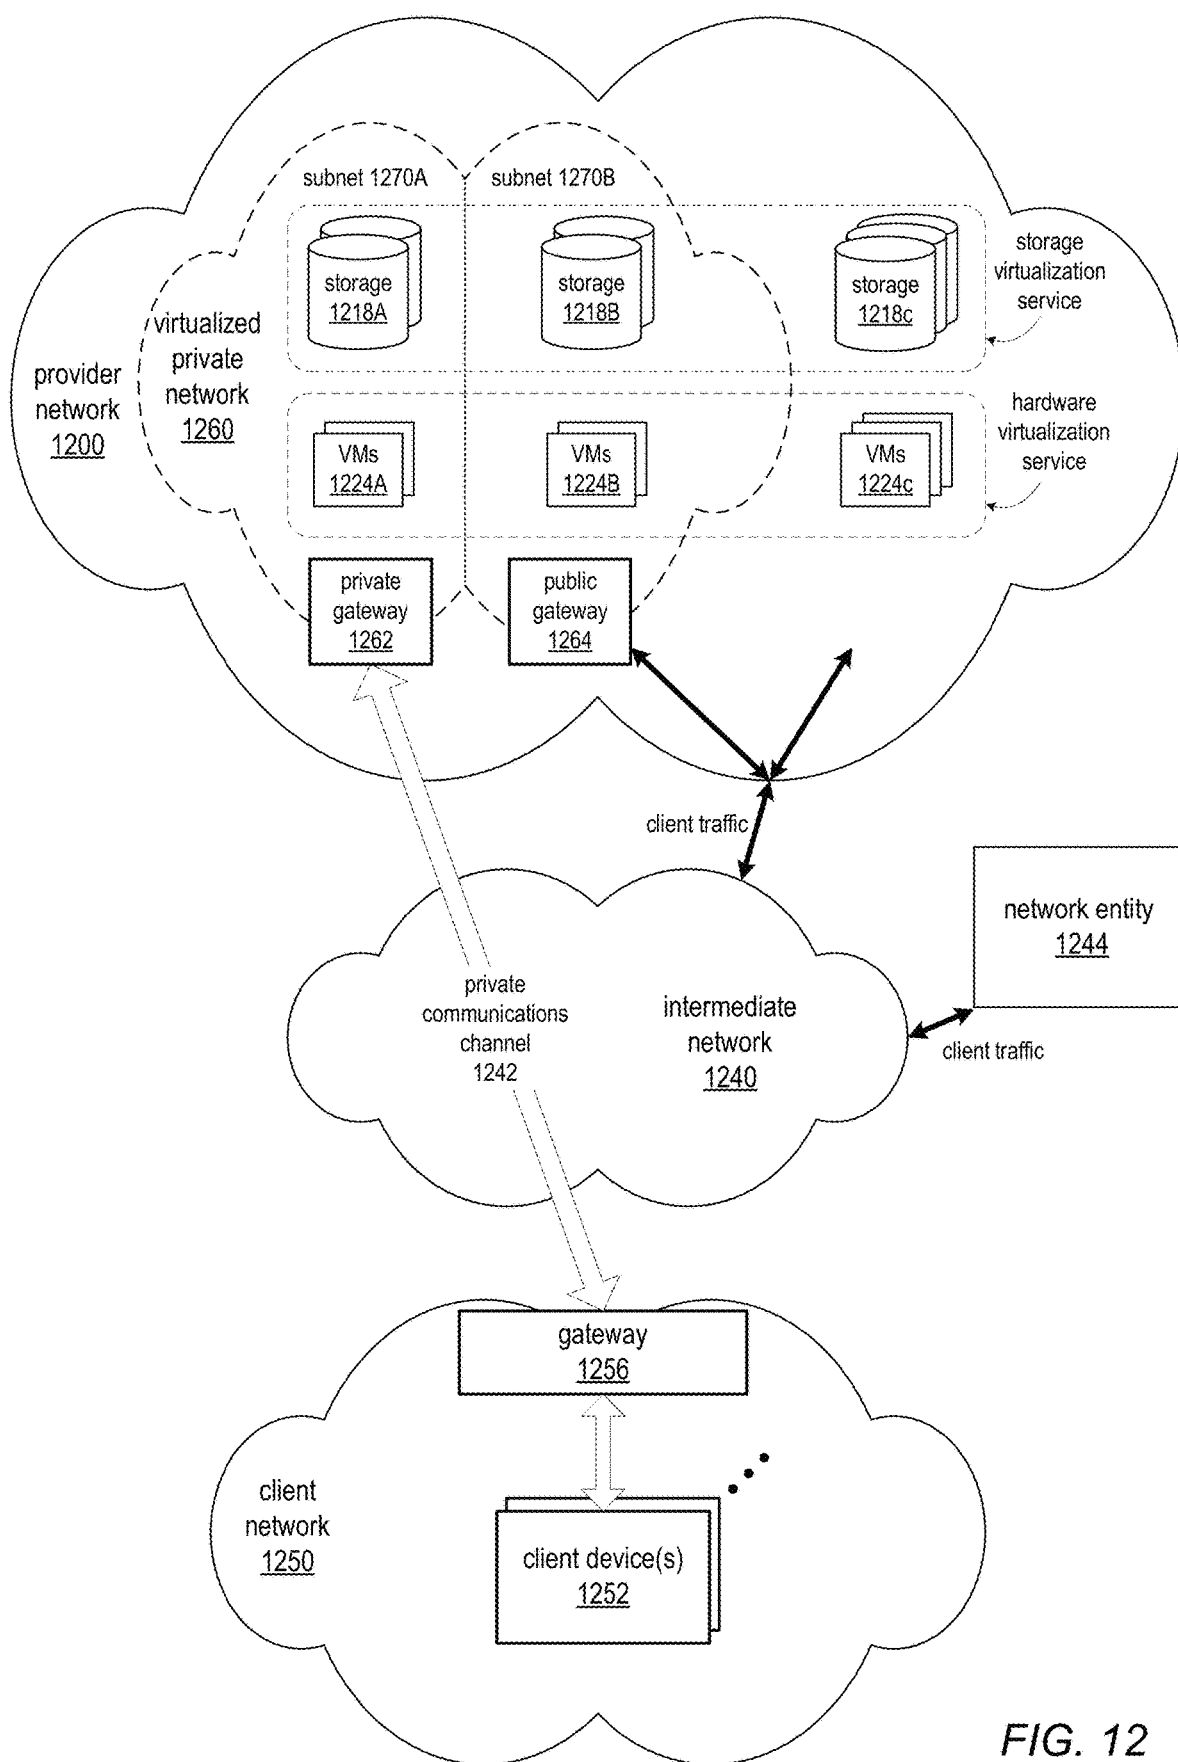 subnet 1270A
subnet 1270B
storage
1218A
storage
1218B
storage
1218c
storage
virtualization
service
virtualized
private
network
1260
provider
network
1200
VMs
1224A
VMs
1224B
VMs
1224c
hardware
virtualization
service
private
gateway
1262
public
gateway
1264
client traffic
network entity
1244
client traffic
private
communications
channel
1242
intermediate
network
1240
gateway
1256
client
network
1250
client device(s)
1252
FIG. 12